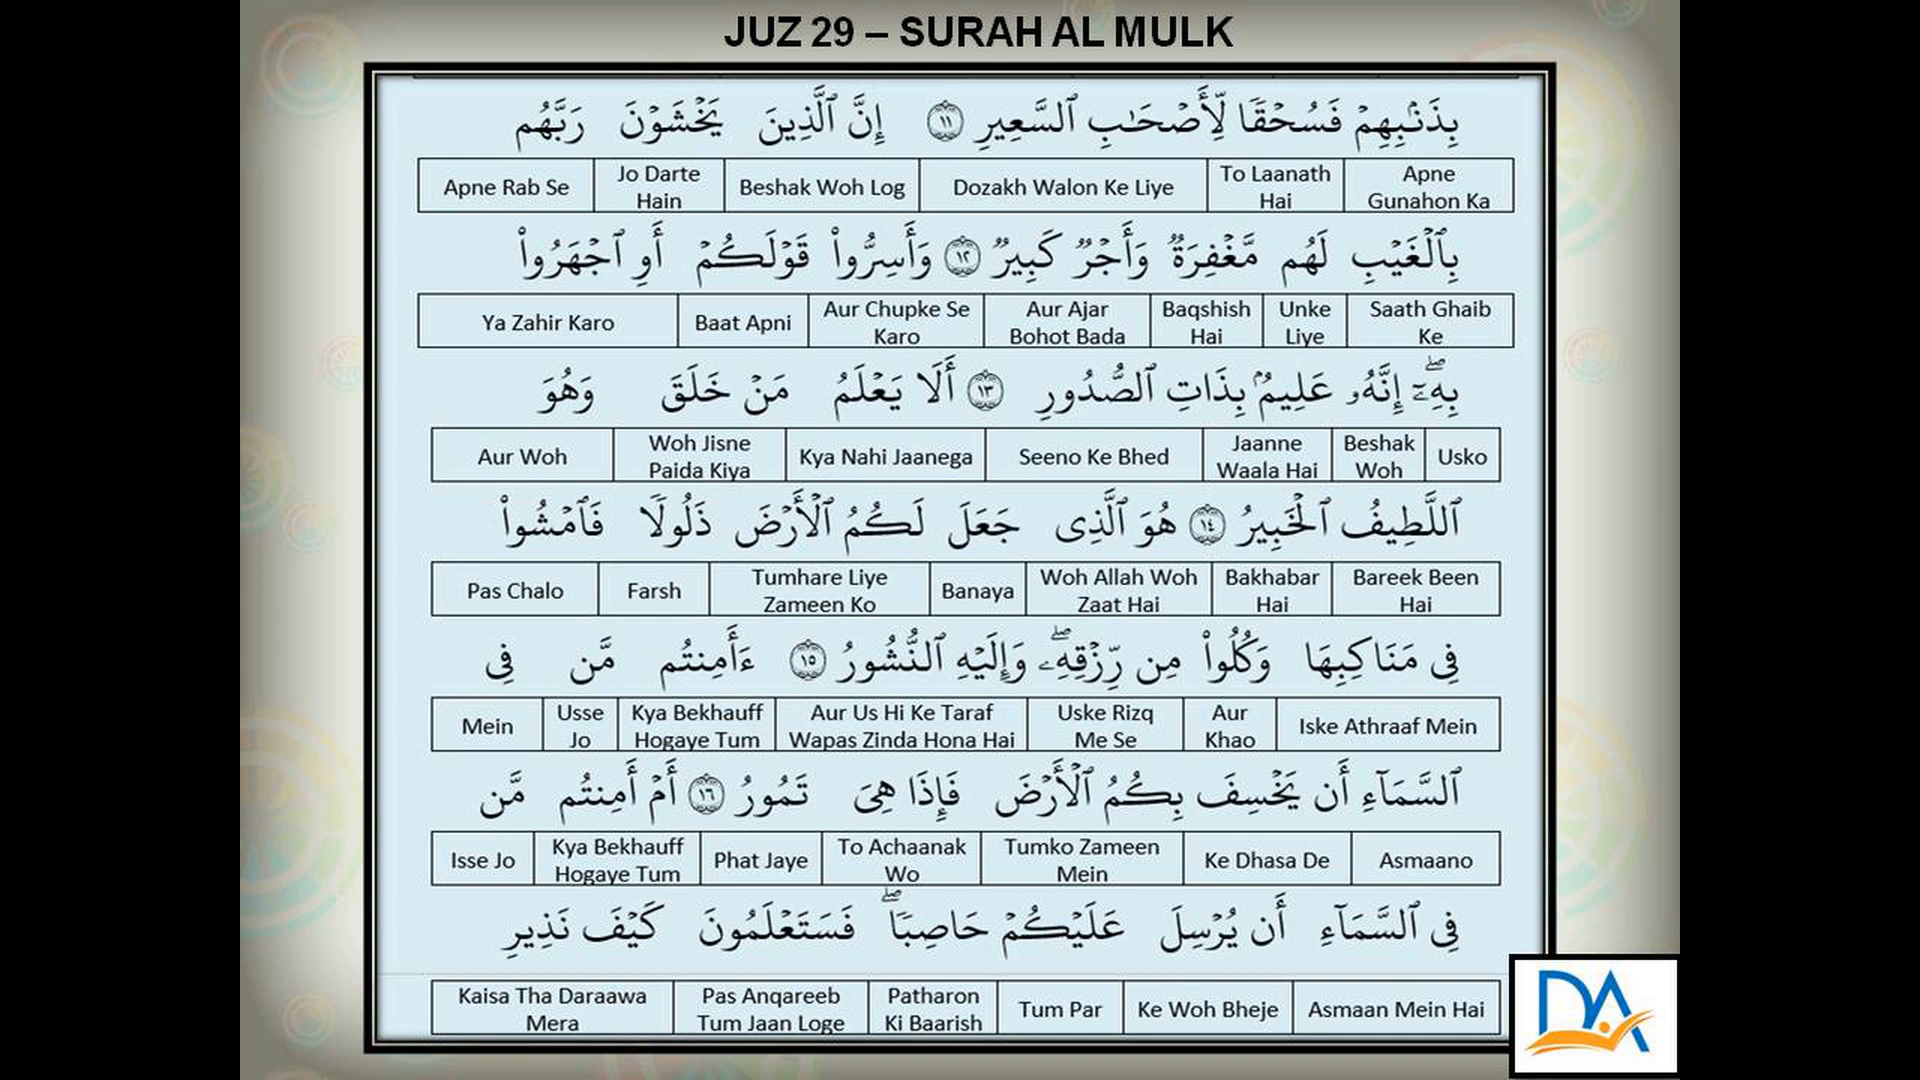 JUZ 29 – SURAH AL MULK
بِذَنۢبِهِمۡ فَسُحۡقٗا لِّأَصۡحَٰبِ ٱلسَّعِيرِ ١١ إِنَّ ٱلَّذِينَ يَخۡشَوۡنَ رَبَّهُم
Apne Rab Se Jo Darte Hain Beshak Woh Log Dozakh Walon Ke Liye To Laanath Hai Apne Gunahon Ka
بِٱلۡغَيۡبِ لَهُم مَّغۡفِرَةٞ وَأَجۡرٞ كَبِيرٞ ١٢ وَأَسِرُّواْ قَوۡلَكُمۡ أَوِ ٱجۡهَرُواْ
Ya Zahir Karo Baat Apni Aur Chupke Se Karo Aur Ajar Bohot Bada Baqshish Hai Unke Liye Saath Ghaib Ke
بِهِۦٓۖ إِنَّهُۥ عَلِيمُۢ بِذَاتِ ٱلصُّدُورِ ١٣ أَلَا يَعۡلَمُ مَنۡ خَلَقَ وَهُوَ
Aur Woh Woh Jisne Paida Kiya Kya Nahi Jaanega Seeno Ke Bhed Jaanne Waala Hai Beshak Woh Usko
ٱللَّطِيفُ ٱلۡخَبِيرُ ١٤ هُوَ ٱلَّذِى جَعَلَ لَكُمُ ٱلۡأَرۡضَ ذَلُولٗا فَٱمۡشُواْ
Pas Chalo Farsh Tumhare Liye Zameen Ko Banaya Woh Allah Woh Zaat Hai Bakhabar Hai Bareek Been Hai
فِى مَنَاكِبِهَا وَكُلُواْ مِن رِّزۡقِهِۦۖ وَإِلَيۡهِ ٱلنُّشُورُ ١٥ ءَأَمِنتُم مَّن فِى
Mein Usse Jo Kya Bekhauff Hogaye Tum Aur Us Hi Ke Taraf Wapas Zinda Hona Hai Uske Rizq Me Se Aur Khao Iske Athraaf Mein
ٱلسَّمَآءِ أَن يَخۡسِفَ بِكُمُ ٱلۡأَرۡضَ فَإِذَا هِىَ تَمُورُ ١٦ أَمۡ أَمِنتُم مَّن
Isse Jo Kya Bekhauff Hogaye Tum Phat Jaye To Achaanak Wo Tumko Zameen Mein Ke Dhasa De Asmaano
فِى ٱلسَّمَآءِ أَن يُرۡسِلَ عَلَيۡكُمۡ حَاصِبٗاۖ فَسَتَعۡلَمُونَ كَيۡفَ نَذِيرِ
Kaisa Tha Daraawa Mera Pas Anqareeb Tum Jaan Loge Patharon Ki Baarish Tum Par Ke Woh Bheje Asmaan Mein Hai
DA